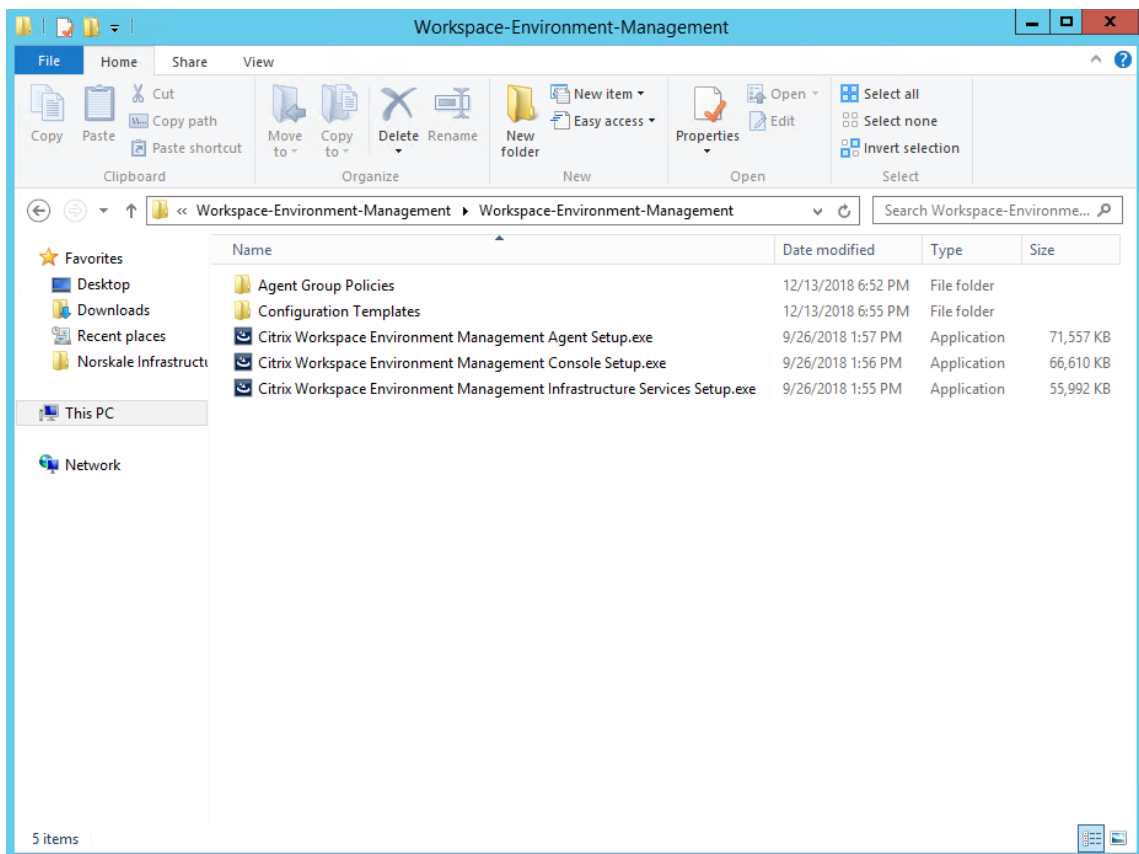 Workspace-Environment-Management
File Home Share View
Copy
Paste
Cut
Copy path
Paste shortcut
Clipboard
Move to
Copy to
Delete
Rename
Organize
New folder
New item
Easy access
New
Properties
Open
Edit
Open
Select all
Select none
Invert selection
Select
« Workspace-Environment-Management Workspace-Environment-Management
Search Workspace-Environme...
Favorites
Desktop
Downloads
Recent places
Norskale Infrastructu
This PC
Network
Name Date modified Type Size
Agent Group Policies 12/13/2018 6:52 PM File folder
Configuration Templates 12/13/2018 6:55 PM File folder
Citrix Workspace Environment Management Agent Setup.exe 9/26/2018 1:57 PM Application 71,557 KB
Citrix Workspace Environment Management Console Setup.exe 9/26/2018 1:56 PM Application 66,610 KB
Citrix Workspace Environment Management Infrastructure Services Setup.exe 9/26/2018 1:55 PM Application 55,992 KB
5 items